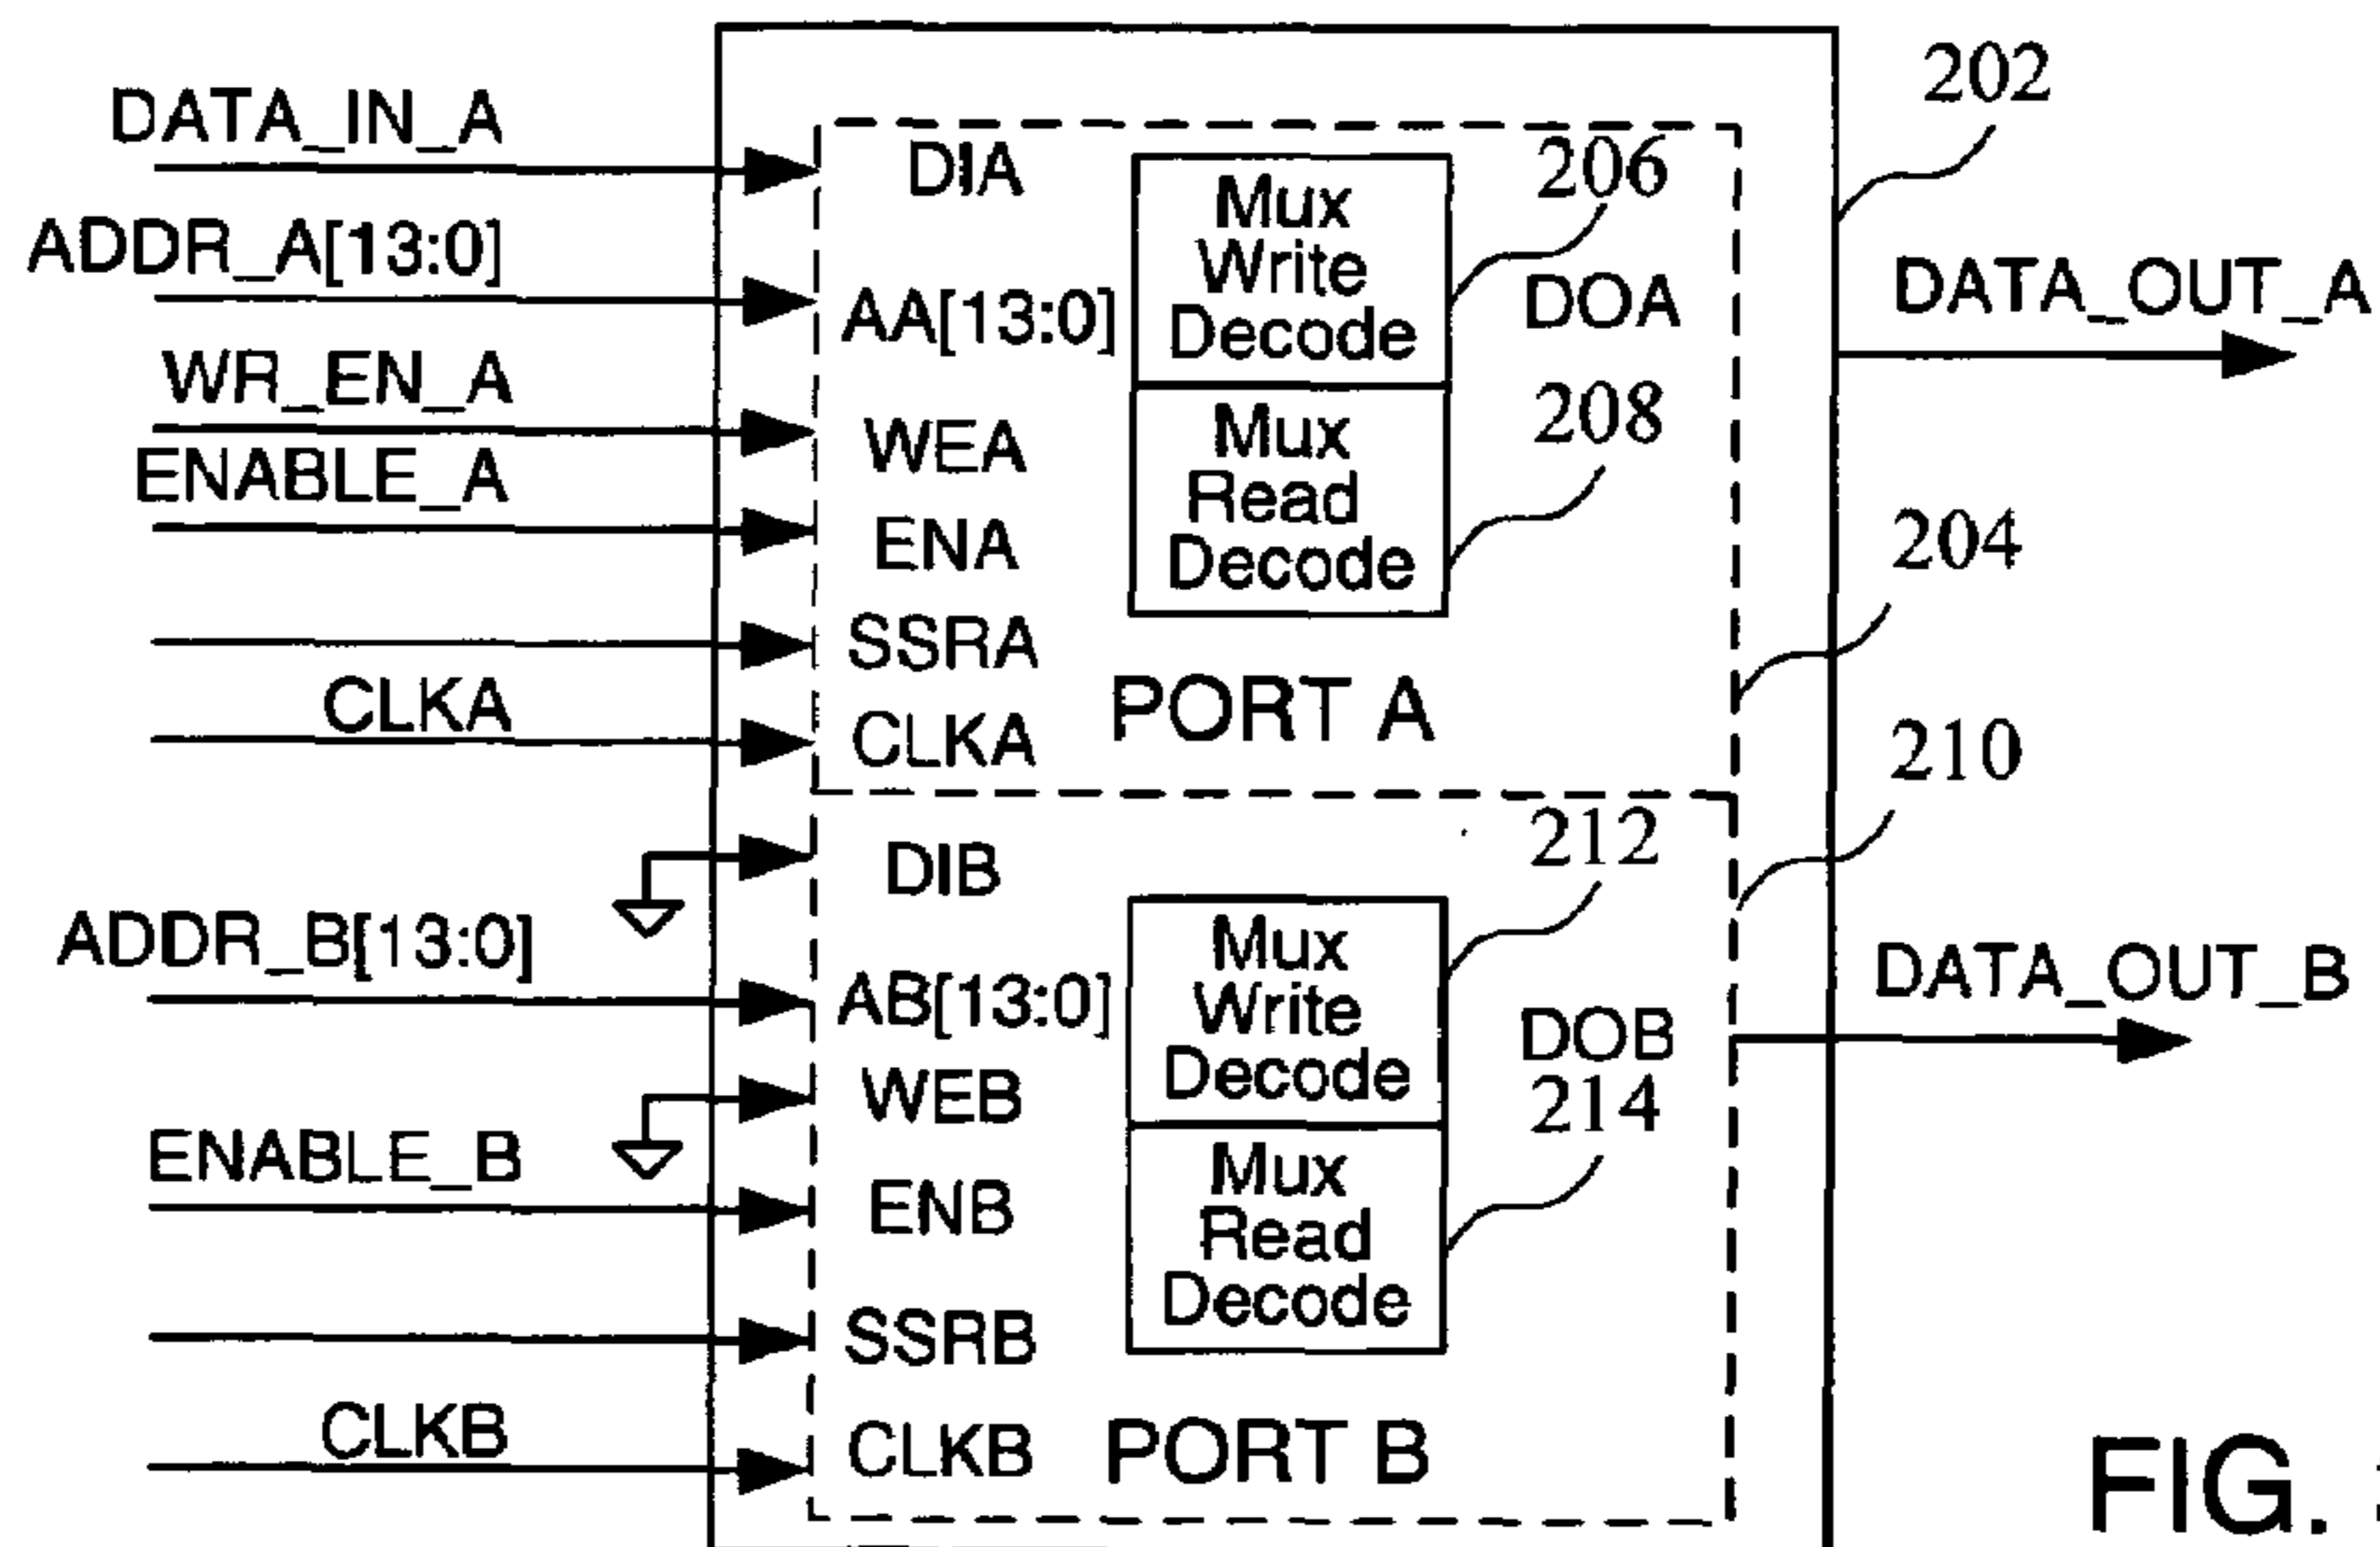 DATA_IN_A
ADDR_A[13:0]
WR_EN_A
ENABLE_A
CLKA
ADDR_B[13:0]
ENABLE_B
CLKB
DIA
AA[13:0]
WEA
ENA
SSRA
CLKA
Mux
Write
Decode
Mux
Read
Decode
DOA
PORT A
DIB
AB[13:0]
WEB
ENB
SSRB
CLKB
Mux
Write
Decode
Mux
Read
Decode
DOB
PORT B
206
208
212
214
202
DATA_OUT_A
204
210
DATA_OUT_B
FIG.